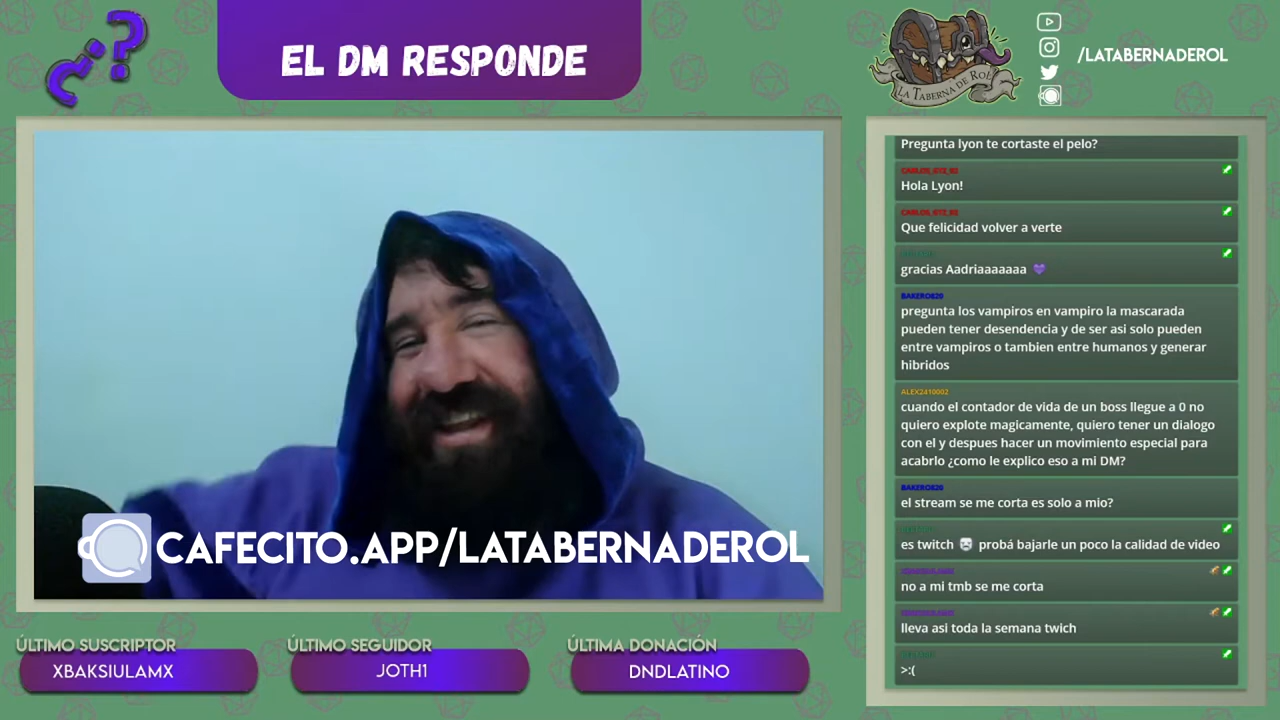 ¿?
EL DM RESPONDE
LA TABERNA DE ROL
/LATABERNADEROL
Pregunta lyon te cortaste el pelo?
Hola Lyon!
Que felicidad volver a verte
gracias Aadriaaaaaaa 💜
BAKERO820
pregunta los vampiros en vampiro la mascarada
pueden tener desendencia y de ser asi solo pueden
entre vampiros o tambien entre humanos y generar
hibridos
ALEX2410002
cuando el contador de vida de un boss llegue a 0 no
quiero explote magicamente, quiero tener un dialogo
con el y despues hacer un movimiento especial para
acabrlo ¿como le explico eso a mi DM?
BAKERO820
el stream se me corta es solo a mio?
es twitch probá bajarle un poco la calidad de video
XBAKSIULAMX
no a mi tmb se me corta
XBAKSIULAMX
lleva asi toda la semana twich
>:(
CAFECITO.APP/LATABERNADEROL
ÚLTIMO SUSCRIPTOR
XBAKSIULAMX
ÚLTIMO SEGUIDOR
JOTH1
ÚLTIMA DONACIÓN
DNDLATINO